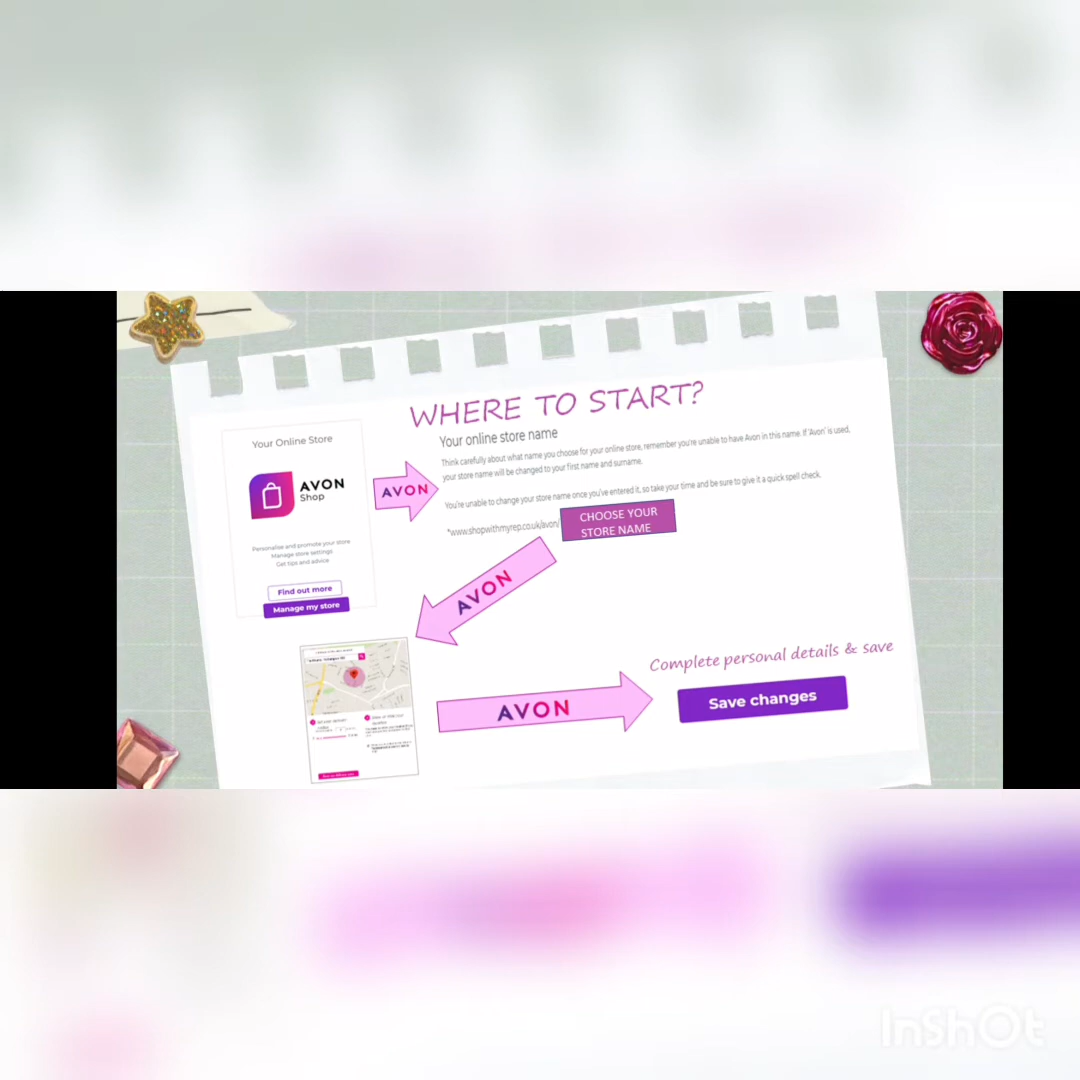 WHERE TO START?
Your Online Store
AVON
Shop
Personalise and promote your store
Manage store settings
Get tips and advice
Find out more
Manage my store
AVON
Your online store name
Think carefully about what name you choose for your online store, remember you're unable to have Avon in this name. If 'Avon' is used,
your store name will be changed to your first name and surname.
You're unable to change your store name once you've entered it, so take your time and be sure to give it a quick spell check.
*www.shopwithmyrep.co.uk/avon/
CHOOSE YOUR
STORE NAME
AVON
AVON
Complete personal details & save
Save changes
InShOt